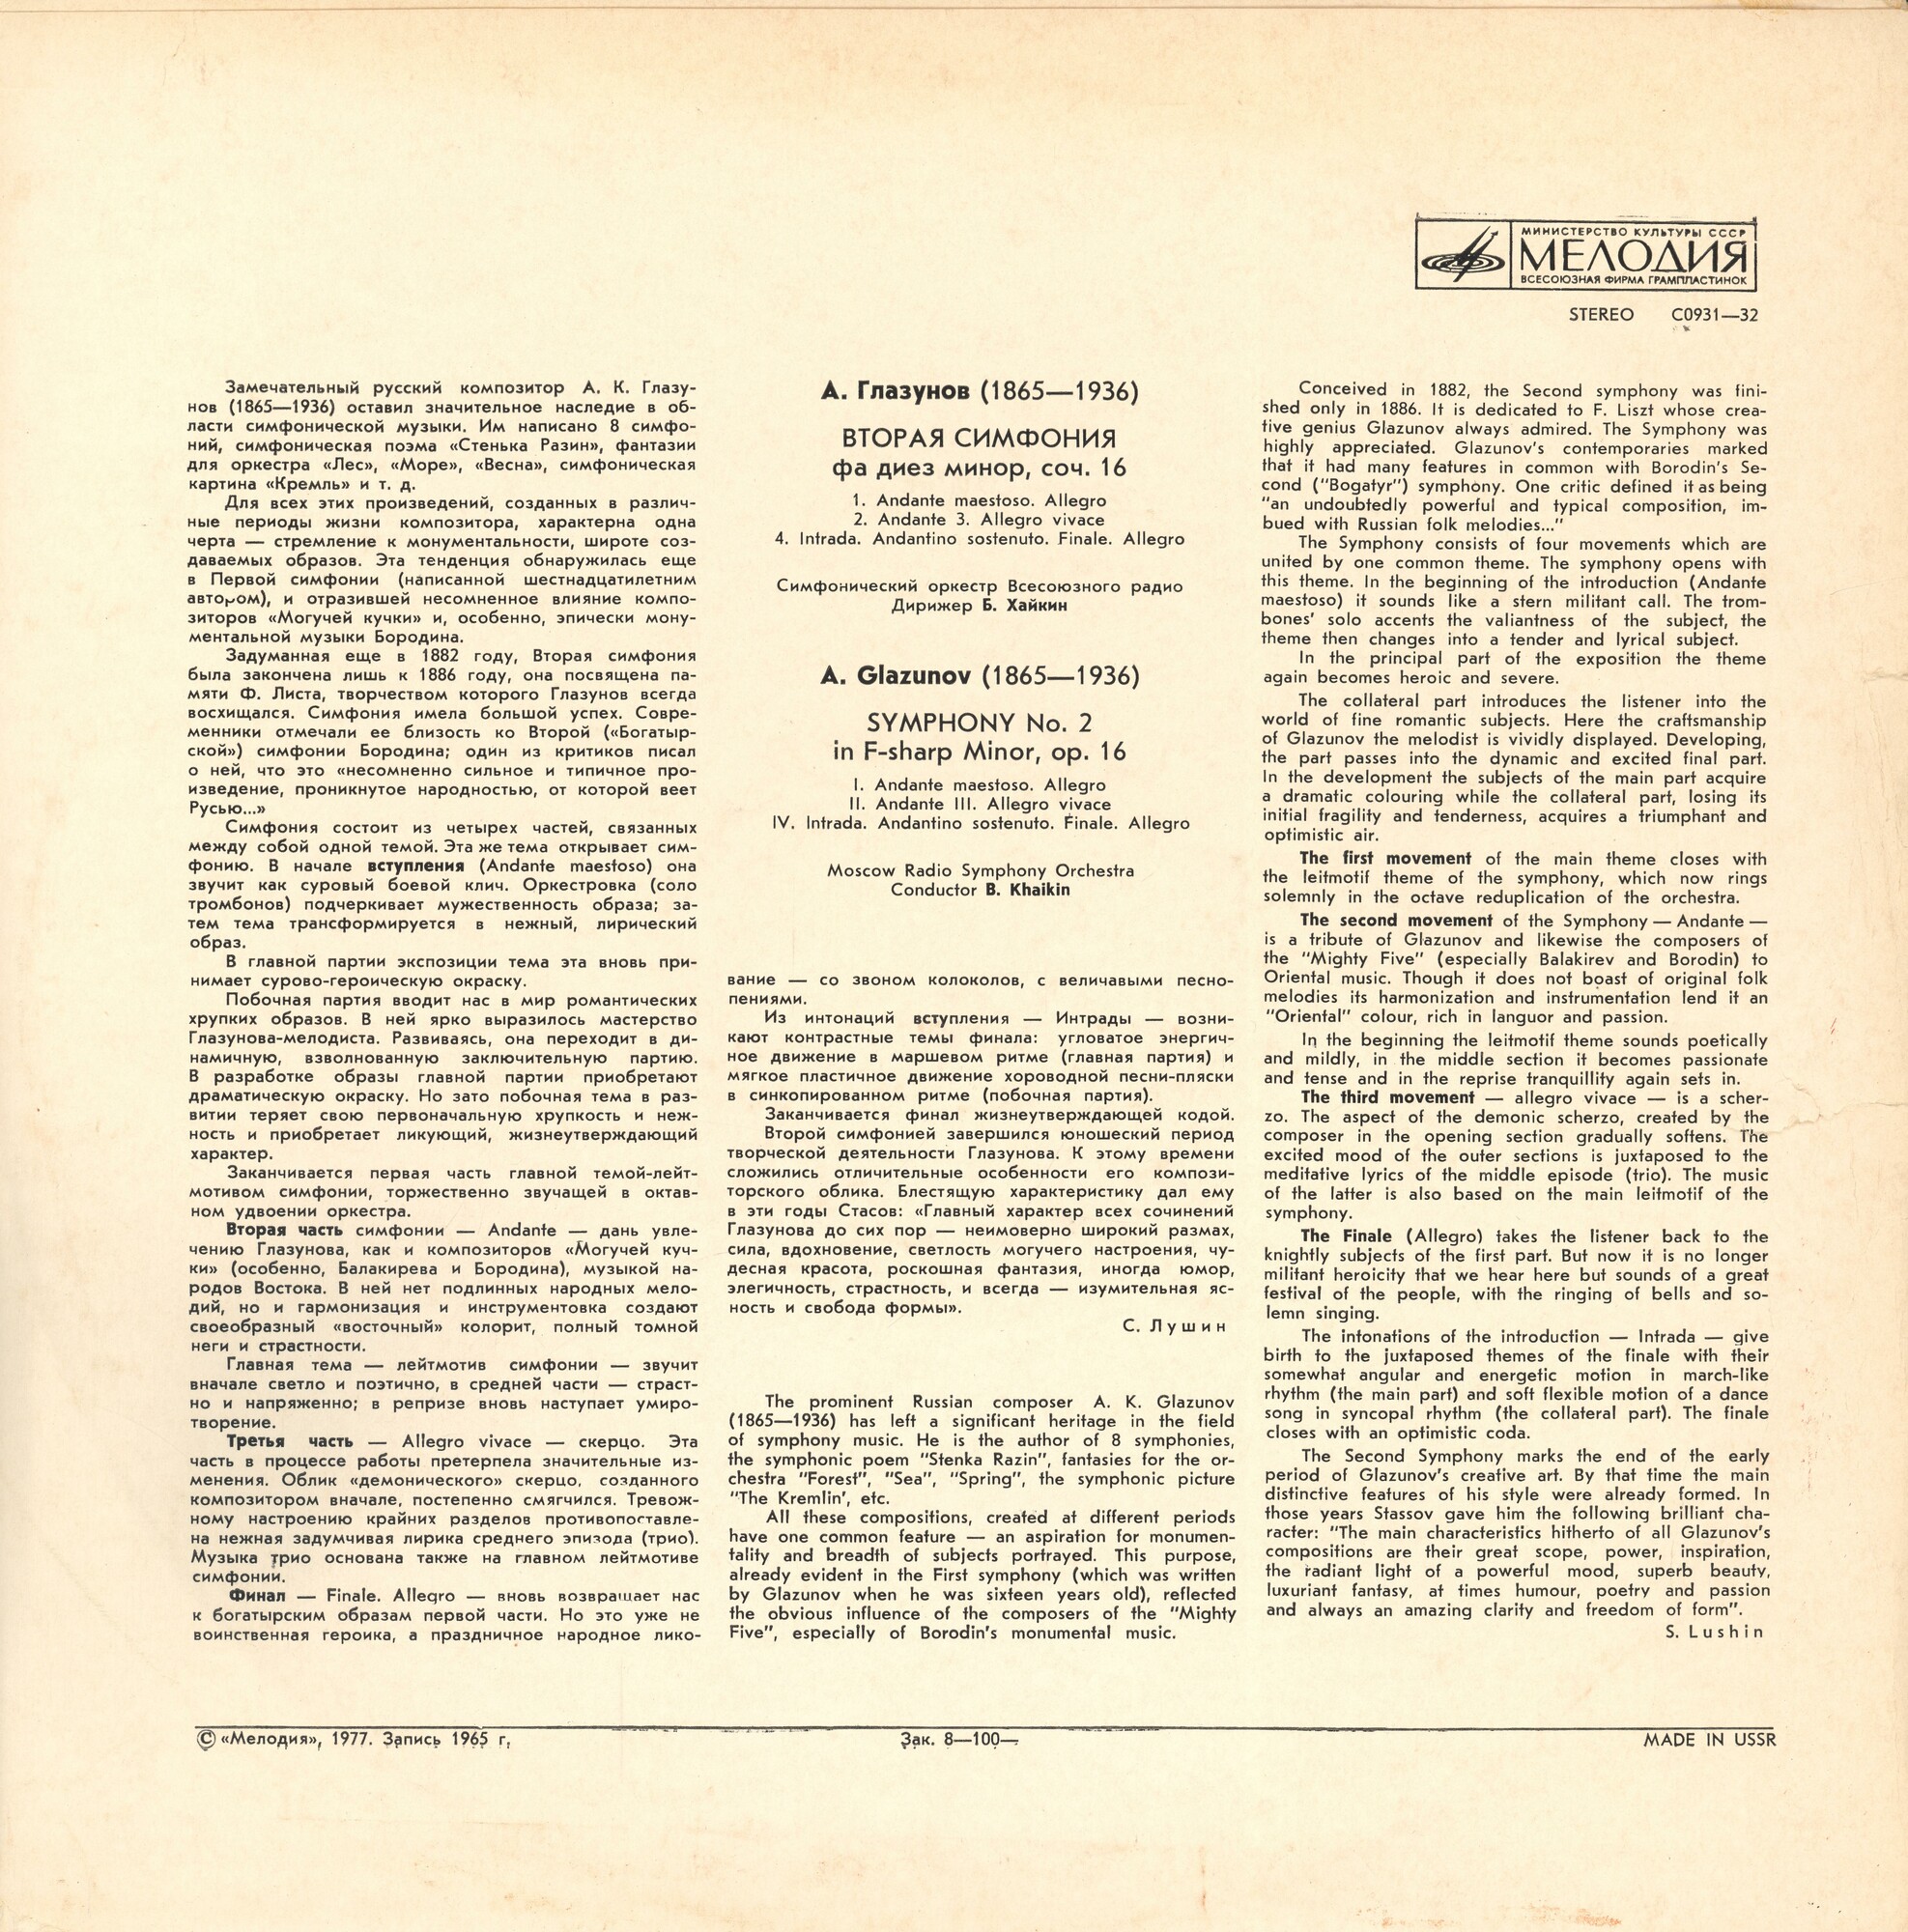 МИНИСТЕРСТВО КУЛЬТУРЫ СССР
МЕЛОДИЯ
ВСЕСОЮЗНАЯ ФИРМА ГРАМПЛАСТИНОК
STEREO C0931—32
Замечательный русский композитор А. К. Глазу-
нов (1865—1936) оставил значительное наследие в об-
ласти симфонической музыки. Им написано 8 симфо-
ний, симфоническая поэма «Стенька Разин», фантазии
для оркестра «Лес», «Море», «Весна», симфоническая
картина «Кремль» и т. д.
Для всех этих произведений, созданных в различ-
ные периоды жизни композитора, характерна одна
черта — стремление к монументальности, широте соз-
даваемых образов. Эта тенденция обнаружилась еще
в Первой симфонии (написанной шестнадцатилетним
автором), и отразившей несомненное влияние компо-
зиторов «Могучей кучки» и, особенно, эпически мону-
ментальной музыки Бородина.
Задуманная еще в 1882 году, Вторая симфония
была закончена лишь к 1886 году, она посвящена па-
мяти Ф. Листа, творчеством которого Глазунов всегда
восхищался. Симфония имела большой успех. Совре-
менники отмечали ее близость ко Второй («Богатыр-
ской») симфонии Бородина; один из критиков писал
о ней, что это «несомненно сильное и типичное про-
изведение, проникнутое народностью, от которой веет
Русью...»
Симфония состоит из четырех частей, связанных
между собой одной темой. Эта же тема открывает сим-
фонию. В начале вступления (Andante maestoso) она
звучит как суровый боевой клич. Оркестровка (соло
тромбонов) подчеркивает мужественность образа; за-
тем тема трансформируется в нежный, лирический
образ.
В главной партии экспозиции тема эта вновь при-
нимает сурово-героическую окраску.
Побочная партия вводит нас в мир романтических
хрупких образов. В ней ярко выразилось мастерство
Глазунова-мелодиста. Развиваясь, она переходит в ди-
намичную, взволнованную заключительную партию.
В разработке образы главной партии приобретают
драматическую окраску. Но зато побочная тема в раз-
витии теряет свою первоначальную хрупкость и неж-
ность и приобретает ликующий, жизнеутверждающий
характер.
Заканчивается первая часть главной темой-лейт-
мотивом симфонии, торжественно звучащей в октав-
ном удвоении оркестра.
Вторая часть симфонии — Andante — дань увле-
чению Глазунова, как и композиторов «Могучей куч-
ки» (особенно, Балакирева и Бородина), музыкой на-
родов Востока. В ней нет подлинных народных мело-
дий, но и гармонизация и инструментовка создают
своеобразный «восточный» колорит, полный томной
неги и страстности.
Главная тема — лейтмотив симфонии — звучит
вначале светло и поэтично, в средней части — страст-
но и напряженно; в репризе вновь наступает умиро-
творение.
Третья часть — Allegro vivace — скерцо. Эта
часть в процессе работы претерпела значительные из-
менения. Облик «демонического» скерцо, созданного
композитором вначале, постепенно смягчился. Тревож-
ному настроению крайних разделов противопоставле-
на нежная задумчивая лирика среднего эпизода (трио).
Музыка трио основана также на главном лейтмотиве
симфонии.
Финал — Finale. Allegro — вновь возвращает нас
к богатырским образам первой части. Но это уже не
воинственная героика, а праздничное народное лико-
А. Глазунов (1865—1936)
ВТОРАЯ СИМФОНИЯ
фа диез минор, соч. 16
1. Andante maestoso. Allegro
2. Andante 3. Allegro vivace
4. Intrada. Andantino sostenuto. Finale. Allegro
Симфонический оркестр Всесоюзного радио
Дирижер Б. Хайкин
A. Glazunov (1865—1936)
SYMPHONY No. 2
in F-sharp Minor, op. 16
I. Andante maestoso. Allegro
II. Andante III. Allegro vivace
IV. Intrada. Andantino sostenuto. Finale. Allegro
Moscow Radio Symphony Orchestra
Conductor B. Khaikin
вание — со звоном колоколов, с величавыми песно-
пениями.
Из интонаций вступления — Интрады — возни-
кают контрастные темы финала: угловатое энергич-
ное движение в маршевом ритме (главная партия) и
мягкое пластичное движение хороводной песни-пляски
в синкопированном ритме (побочная партия).
Заканчивается финал жизнеутверждающей кодой.
Второй симфонией завершился юношеский период
творческой деятельности Глазунова. К этому времени
сложились отличительные особенности его компози-
торского облика. Блестящую характеристику дал ему
в эти годы Стасов: «Главный характер всех сочинений
Глазунова до сих пор — неимоверно широкий размах,
сила, вдохновение, светлость могучего настроения, чу-
десная красота, роскошная фантазия, иногда юмор,
элегичность, страстность, и всегда — изумительная яс-
ность и свобода формы».
С. Лушин
The prominent Russian composer A. K. Glazunov
(1865—1936) has left a significant heritage in the field
of symphony music. He is the author of 8 symphonies,
the symphonic poem "Stenka Razin", fantasies for the or-
chestra "Forest", "Sea", "Spring", the symphonic picture
"The Kremlin', etc.
All these compositions, created at different periods
have one common feature — an aspiration for monumen-
tality and breadth of subjects portrayed. This purpose,
already evident in the First symphony (which was written
by Glazunov when he was sixteen years old), reflected
the obvious influence of the composers of the "Mighty
Five", especially of Borodin's monumental music.
Conceived in 1882, the Second symphony was fini-
shed only in 1886. It is dedicated to F. Liszt whose crea-
tive genius Glazunov always admired. The Symphony was
highly appreciated. Glazunov's contemporaries marked
that it had many features in common with Borodin's Se-
cond ("Bogatyr") symphony. One critic defined it as being
"an undoubtedly powerful and typical composition, im-
bued with Russian folk melodies..."
The Symphony consists of four movements which are
united by one common theme. The symphony opens with
this theme. In the beginning of the introduction (Andante
maestoso) it sounds like a stern militant call. The trom-
bones' solo accents the valiantness of the subject, the
theme then changes into a tender and lyrical subject.
In the principal part of the exposition the theme
again becomes heroic and severe.
The collateral part introduces the listener into the
world of fine romantic subjects. Here the craftsmanship
of Glazunov the melodist is vividly displayed. Developing,
the part passes into the dynamic and excited final part.
In the development the subjects of the main part acquire
a dramatic colouring while the collateral part, losing its
initial fragility and tenderness, acquires a triumphant and
optimistic air.
The first movement of the main theme closes with
the leitmotif theme of the symphony, which now rings
solemnly in the octave reduplication of the orchestra.
The second movement of the Symphony — Andante —
is a tribute of Glazunov and likewise the composers of
the "Mighty Five" (especially Balakirev and Borodin) to
Oriental music. Though it does not boast of original folk
melodies its harmonization and instrumentation lend it an
"Oriental" colour, rich in languor and passion.
In the beginning the leitmotif theme sounds poetically
and mildly, in the middle section it becomes passionate
and tense and in the reprise tranquillity again sets in.
The third movement — allegro vivace — is a scher-
zo. The aspect of the demonic scherzo, created by the
composer in the opening section gradually softens. The
excited mood of the outer sections is juxtaposed to the
meditative lyrics of the middle episode (trio). The music
of the latter is also based on the main leitmotif of the
symphony.
The Finale (Allegro) takes the listener back to the
knightly subjects of the first part. But now it is no longer
militant heroicity that we hear here but sounds of a great
festival of the people, with the ringing of bells and so-
lemn singing.
The intonations of the introduction — Intrada — give
birth to the juxtaposed themes of the finale with their
somewhat angular and energetic motion in march-like
rhythm (the main part) and soft flexible motion of a dance
song in syncopal rhythm (the collateral part). The finale
closes with an optimistic coda.
The Second Symphony marks the end of the early
period of Glazunov's creative art. By that time the main
distinctive features of his style were already formed. In
those years Stassov gave him the following brilliant cha-
racter: "The main characteristics hitherto of all Glazunov's
compositions are their great scope, power, inspiration,
the radiant light of a powerful mood, superb beauty,
luxuriant fantasy, at times humour, poetry and passion
and always an amazing clarity and freedom of form".
S. Lushin
© «Мелодия», 1977. Запись 1965 г.
Зак. 8—100—
MADE IN USSR